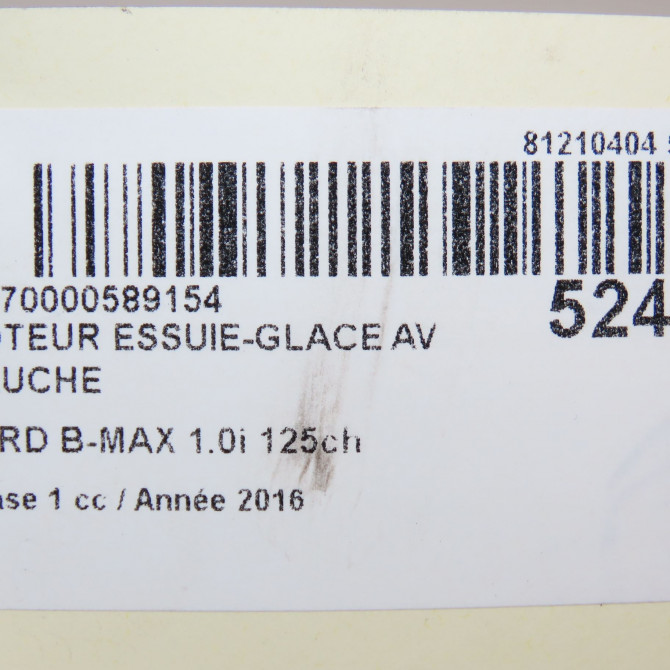 81210404
70000589154
524
OTEUR ESSUIE-GLACE AV
UCHE
RD B-MAX 1.0i 125ch
ase 1 cc / Année 2016